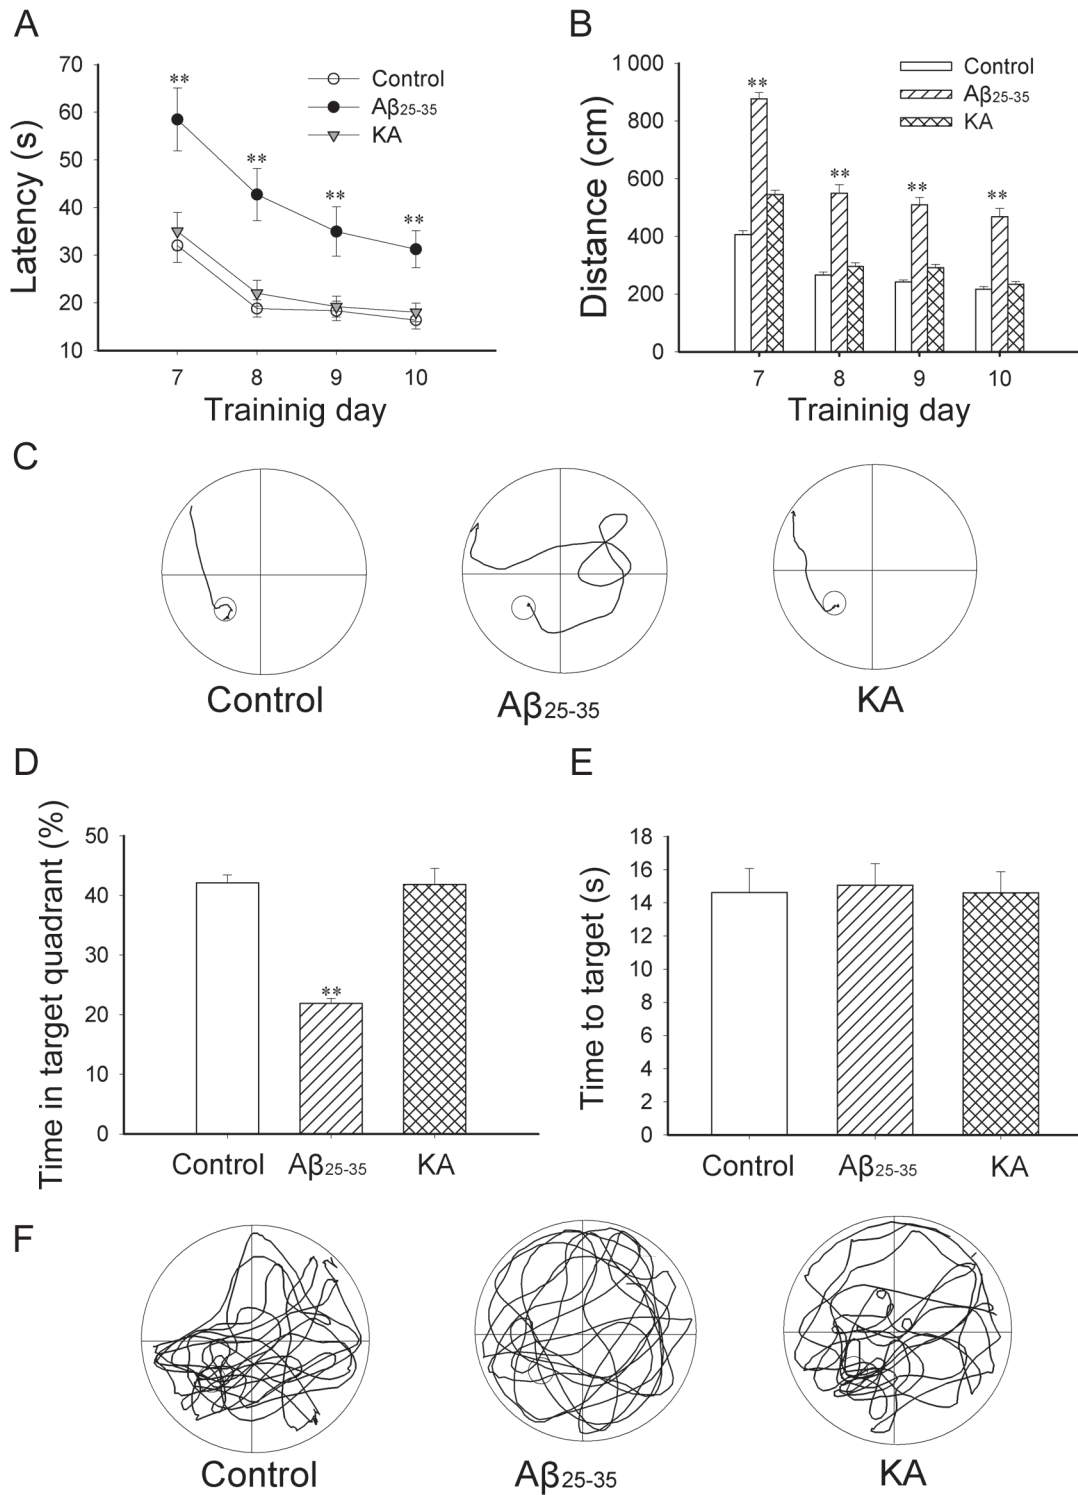 A
Latency (s)
70
60
50
40
30
20
10
**
**
**
**
Control
Aβ25-35
KA
7 8 9 10
Traininig day
B
Distance (cm)
1 000
800
600
400
200
0
**
**
**
**
Control
Aβ25-35
KA
7 8 9 10
Traininig day
C
Control Aβ25-35 KA
D
Time in target quadrant (%)
50
40
30
20
10
0
**
Control Aβ25-35 KA
E
Time to target (s)
18
16
14
12
10
8
6
4
2
0
Control Aβ25-35 KA
F
Control Aβ25-35 KA